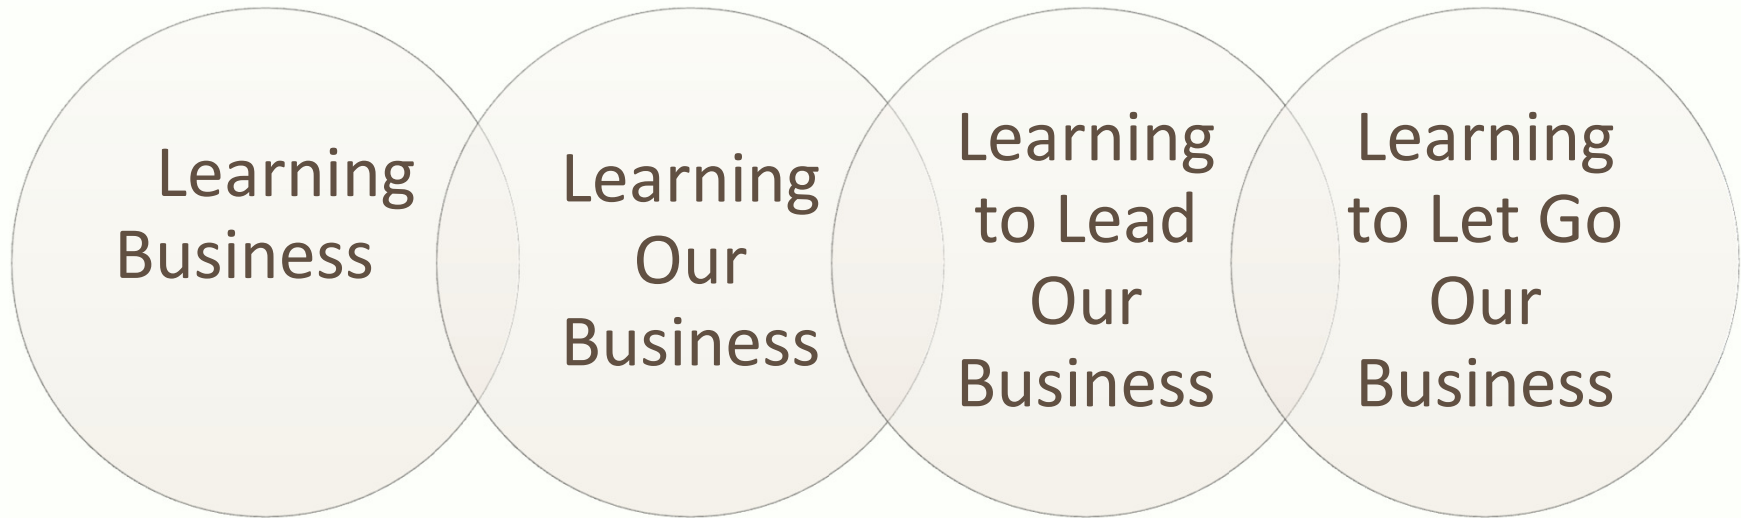 Learning
Business
Learning
Our
Business
Learning
to Lead
Our
Business
Learning
to Let Go
Our
Business